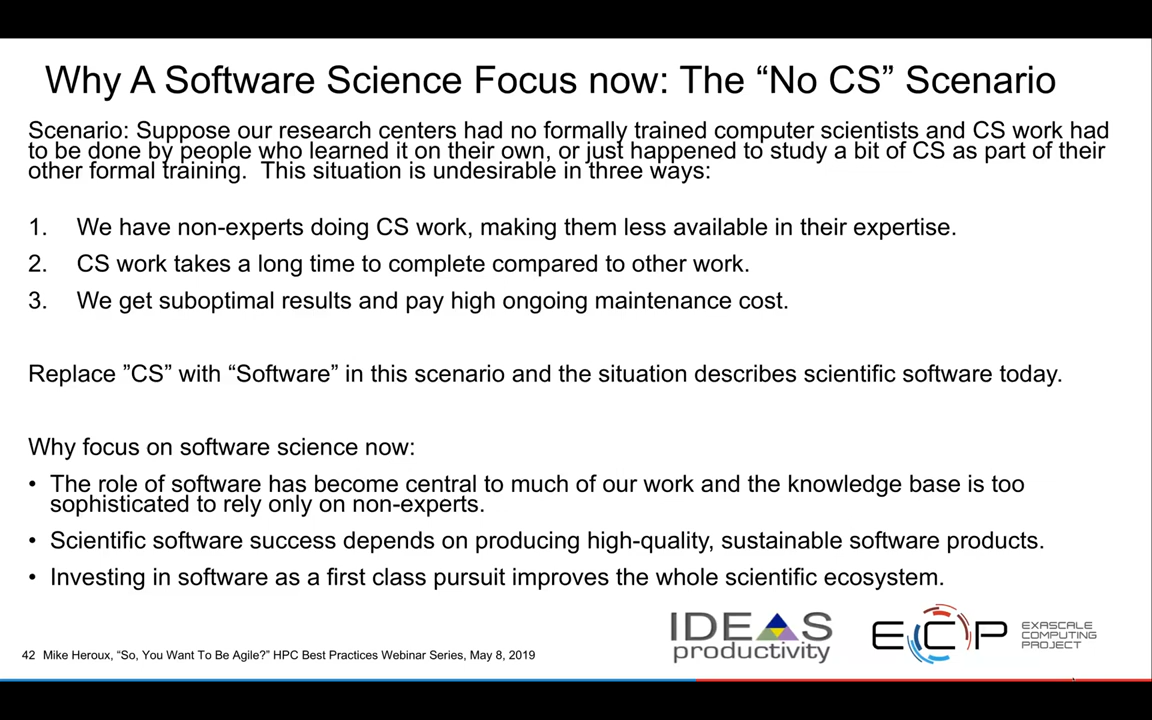 Why A Software Science Focus now: The “No CS” Scenario
Scenario: Suppose our research centers had no formally trained computer scientists and CS work had
to be done by people who learned it on their own, or just happened to study a bit of CS as part of their
other formal training.  This situation is undesirable in three ways:
1. We have non-experts doing CS work, making them less available in their expertise.
2. CS work takes a long time to complete compared to other work.
3. We get suboptimal results and pay high ongoing maintenance cost.
Replace ”CS” with “Software” in this scenario and the situation describes scientific software today.
Why focus on software science now:
• The role of software has become central to much of our work and the knowledge base is too
sophisticated to rely only on non-experts.
• Scientific software success depends on producing high-quality, sustainable software products.
• Investing in software as a first class pursuit improves the whole scientific ecosystem.
IDEAS
productivity
ECP
EXASCALE
COMPUTING
PROJECT
42 Mike Heroux, “So, You Want To Be Agile?” HPC Best Practices Webinar Series, May 8, 2019